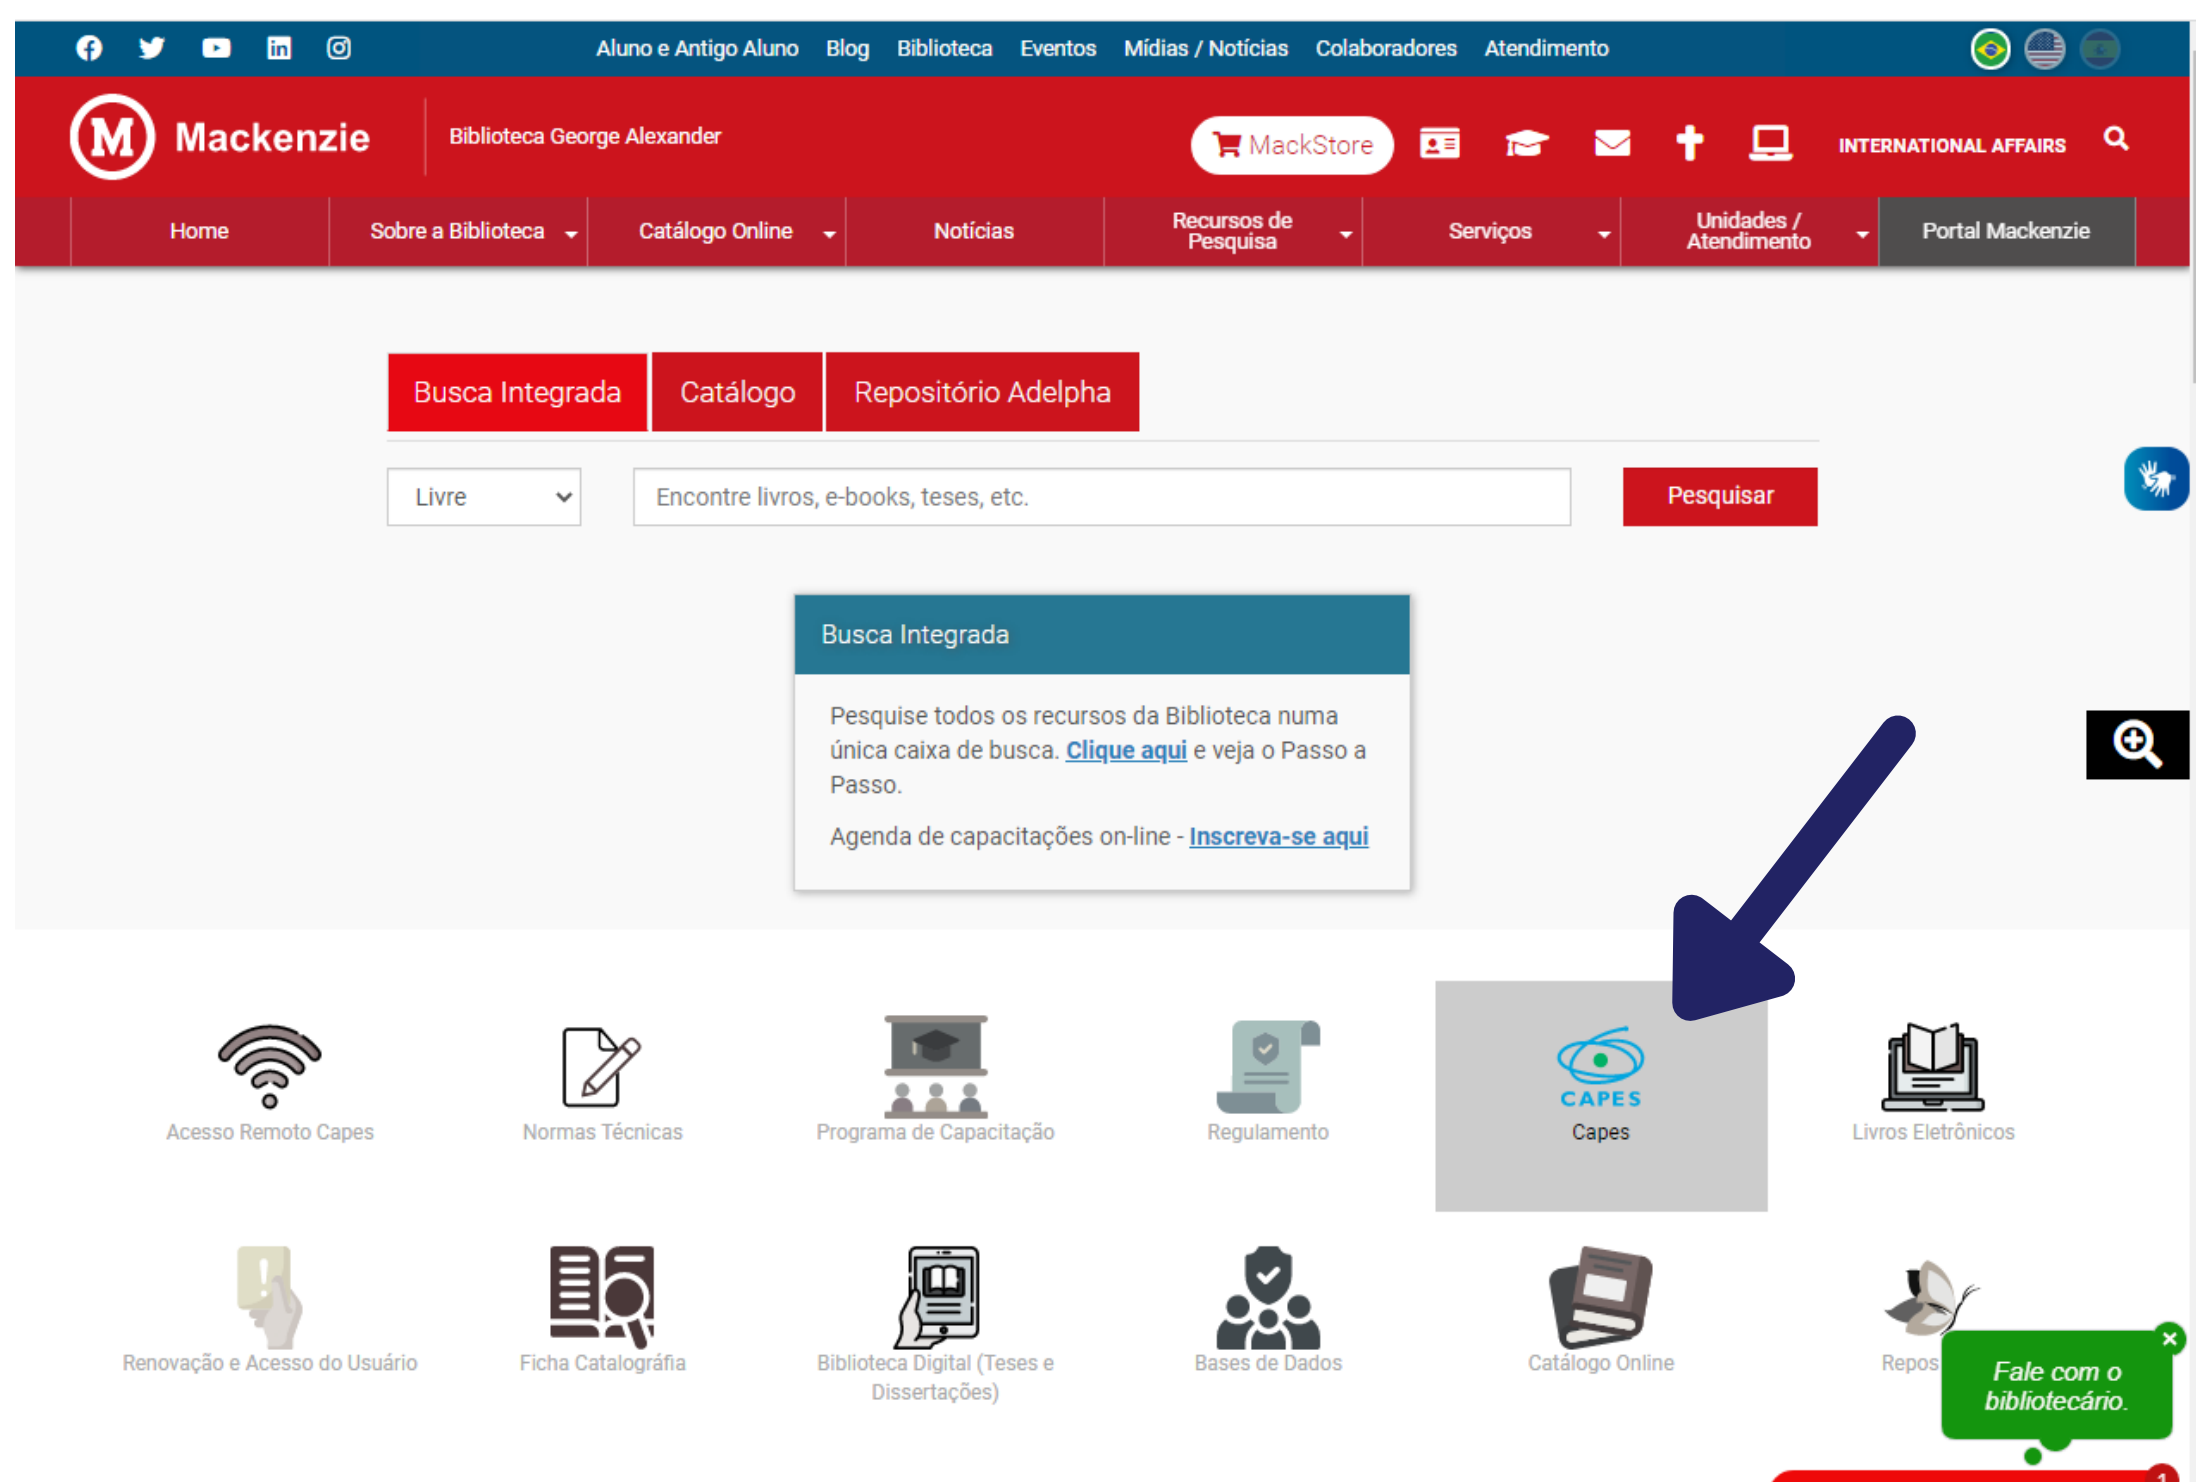 Aluno e Antigo Aluno Blog Biblioteca Eventos Mídias / Notícias Colaboradores Atendimento
M Mackenzie Biblioteca George Alexander MackStore INTERNATIONAL AFFAIRS
Home Sobre a Biblioteca Catálogo Online Notícias Recursos de Pesquisa Serviços Unidades / Atendimento Portal Mackenzie
Busca Integrada Catálogo Repositório Adelpha
Livre Encontre livros, e-books, teses, etc. Pesquisar
Busca Integrada
Pesquise todos os recursos da Biblioteca numa
única caixa de busca. Clique aqui e veja o Passo a
Passo.
Agenda de capacitações on-line - Inscreva-se aqui
CAPES
Acesso Remoto Capes Normas Técnicas Programa de Capacitação Regulamento Capes Livros Eletrônicos
Renovação e Acesso do Usuário Ficha Catalográfia Biblioteca Digital (Teses e Bases de Dados Catálogo Online Repos
Dissertações)
Fale com o
bibliotecário.
1